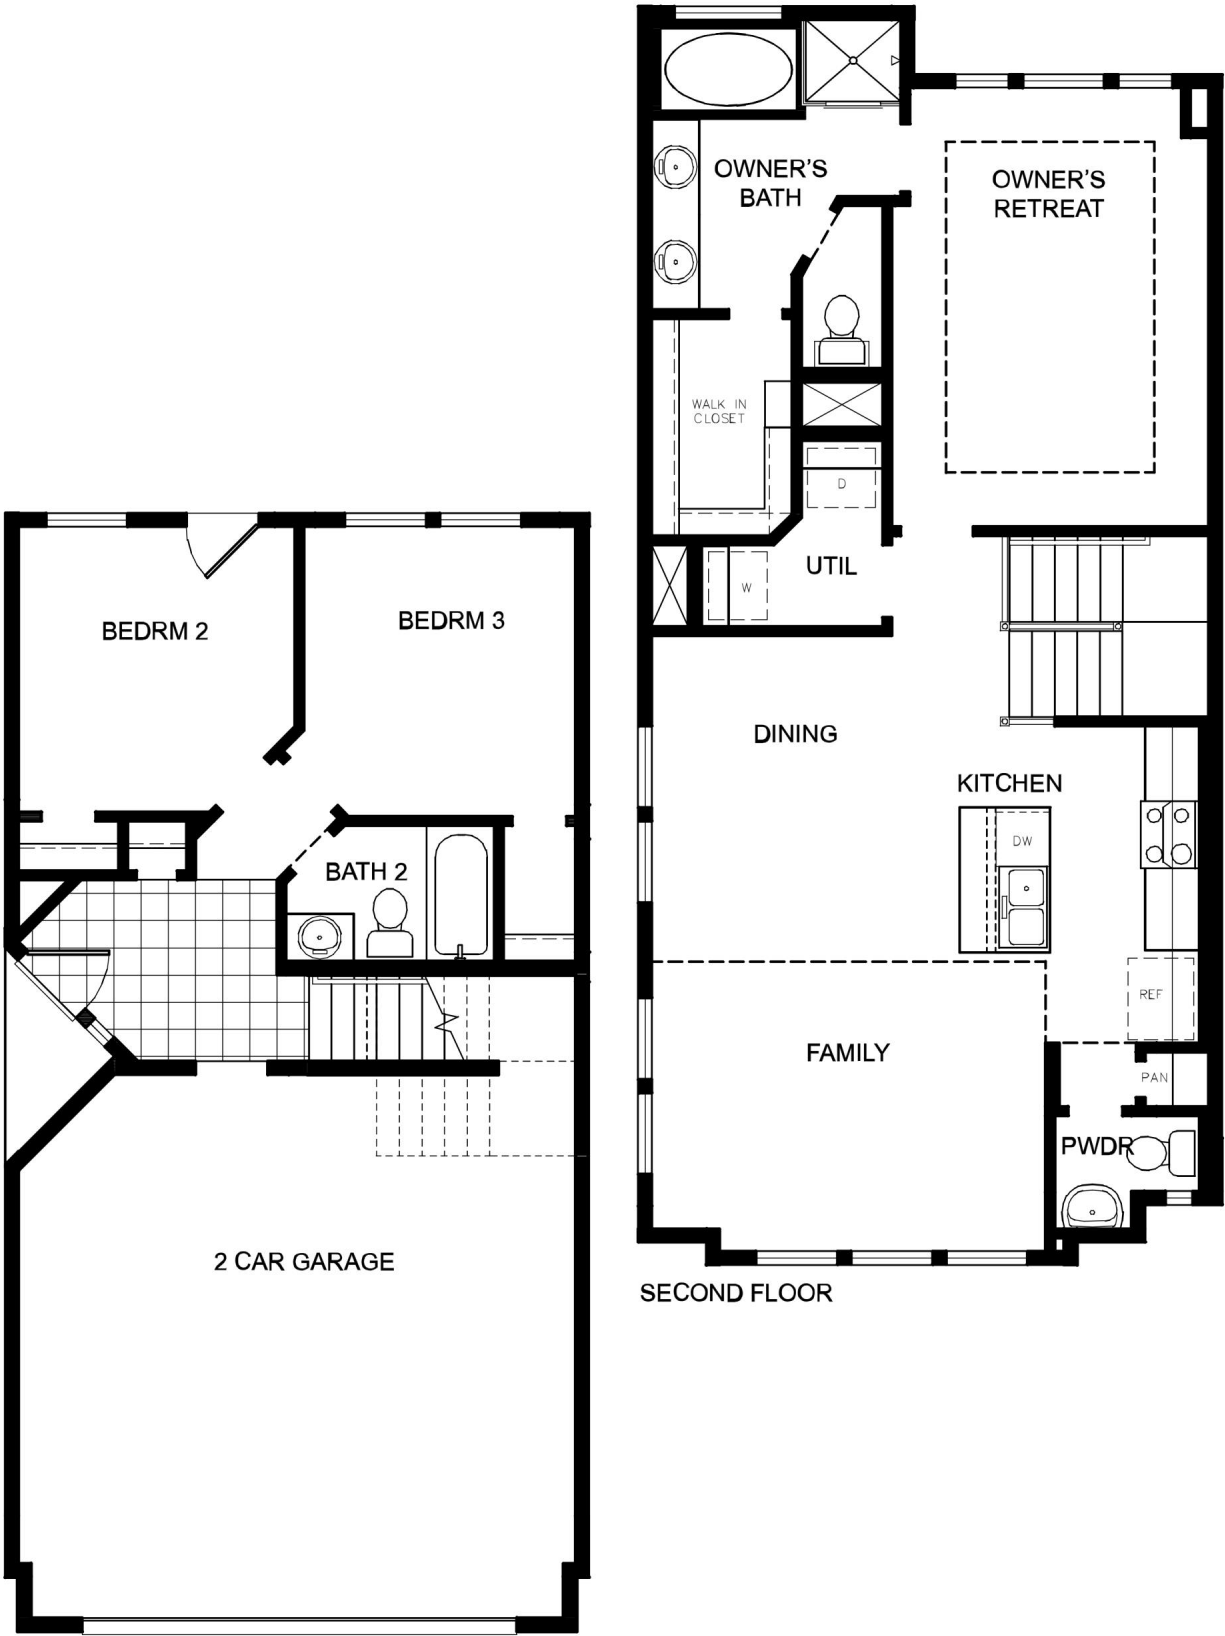 BEDRM 2
BEDRM 3
BATH 2
2 CAR GARAGE
OWNER'S
BATH
OWNER'S
RETREAT
WALK IN
CLOSET
D
UTIL
W
DINING
KITCHEN
DW
REF
FAMILY
PAN
PWDR
SECOND FLOOR